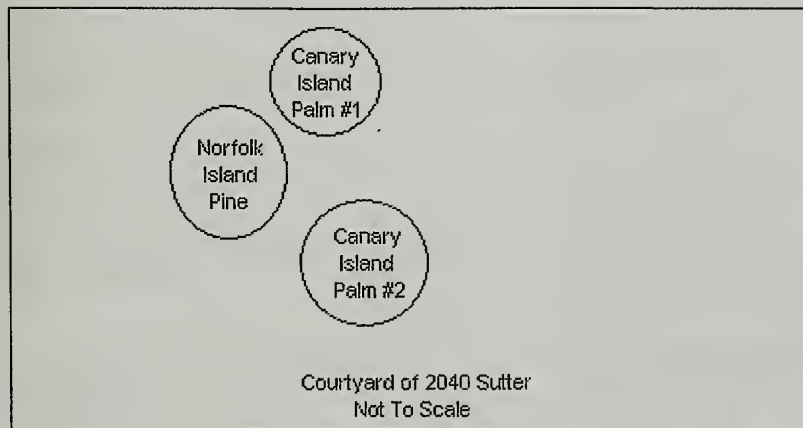 Canary
Island
Palm #1
Norfolk
Island
Pine
Canary
Island
Palm #2
Courtyard of 2040 Sutter
Not To Scale